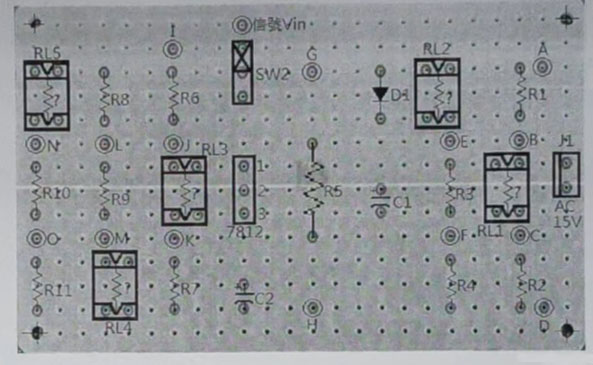 信號Vin
I
RL5
G
RL2
A
SW2
?
R8
R6
D1
?
R1
N
L
J
RL3
E
B
J1
1
R10
R9
?
2
R5
C1
R3
?
3
AC
15V
O
M
K
7812
F
RL1
C
R11
?
R7
C2
R4
R2
RL4
H
D